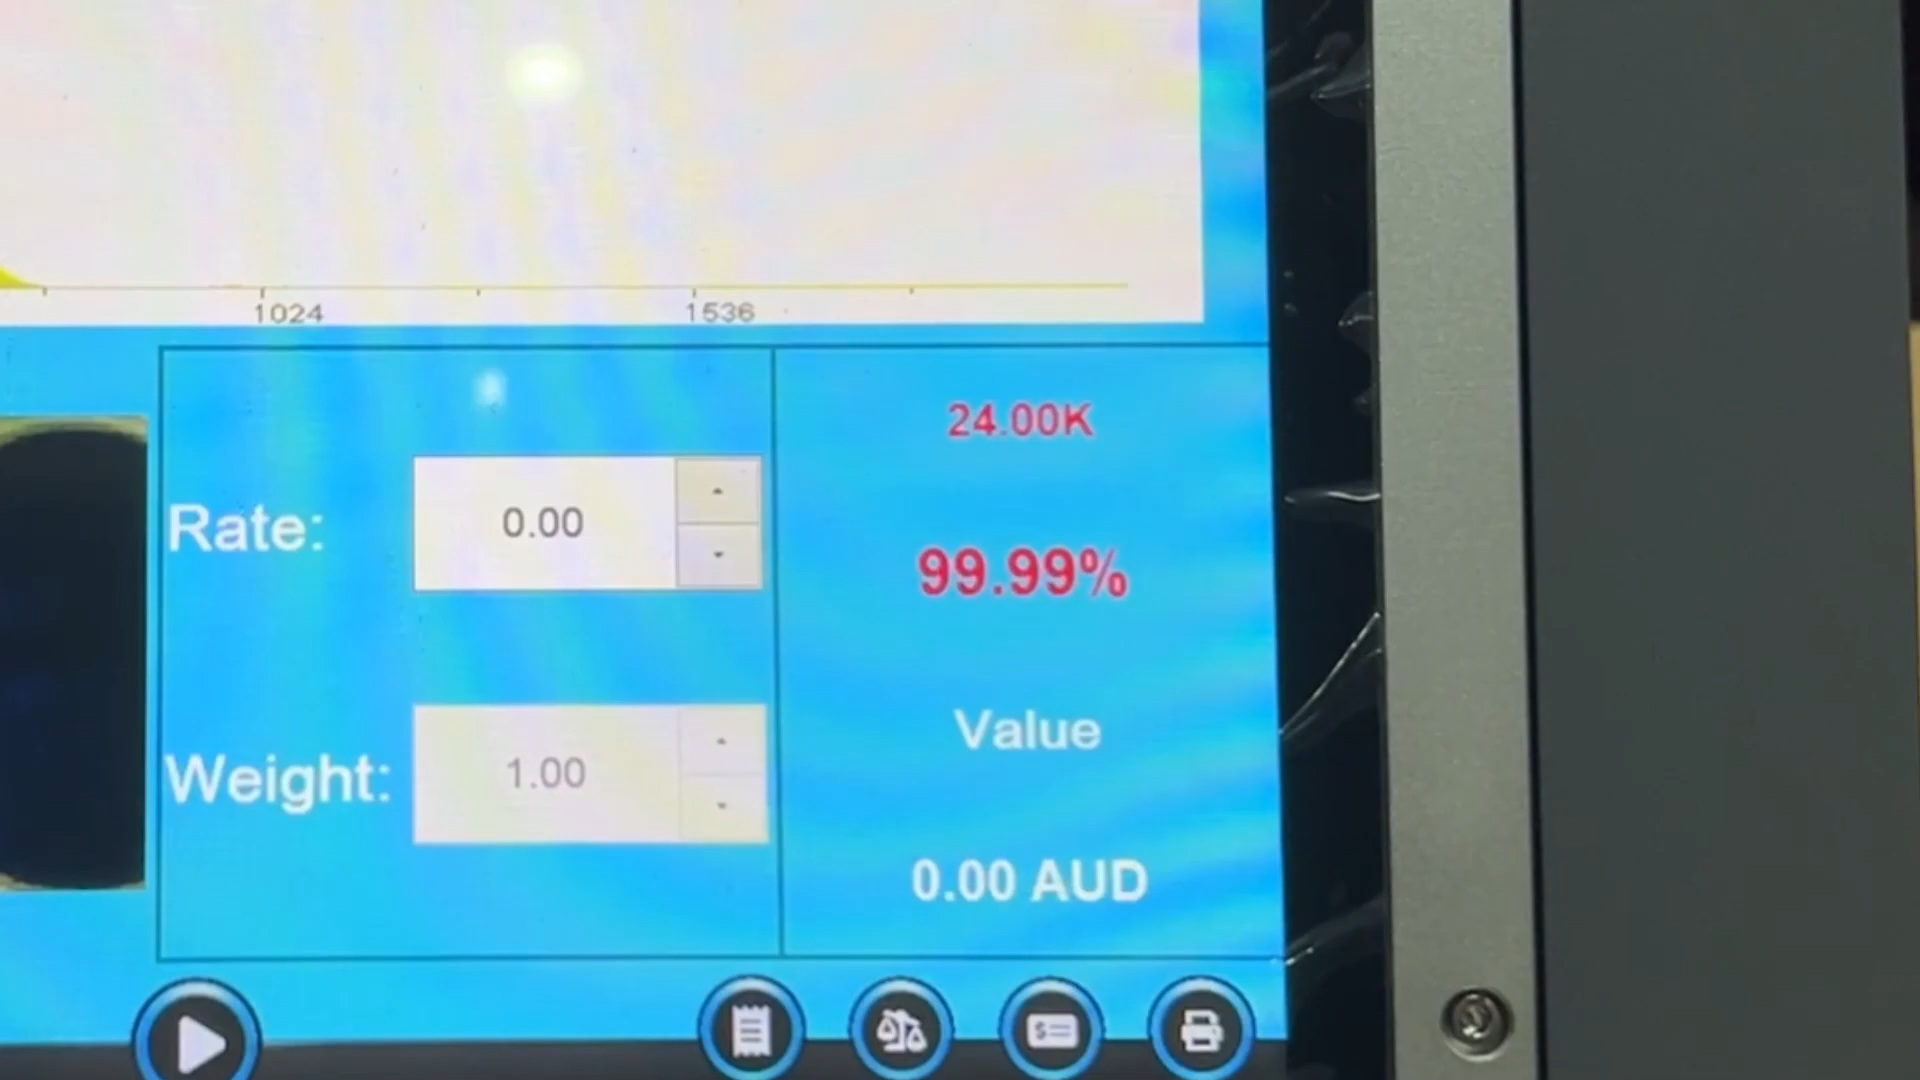 1024 1536
24.00K
Rate: 0.00
99.99%
Value
Weight: 1.00
0.00 AUD